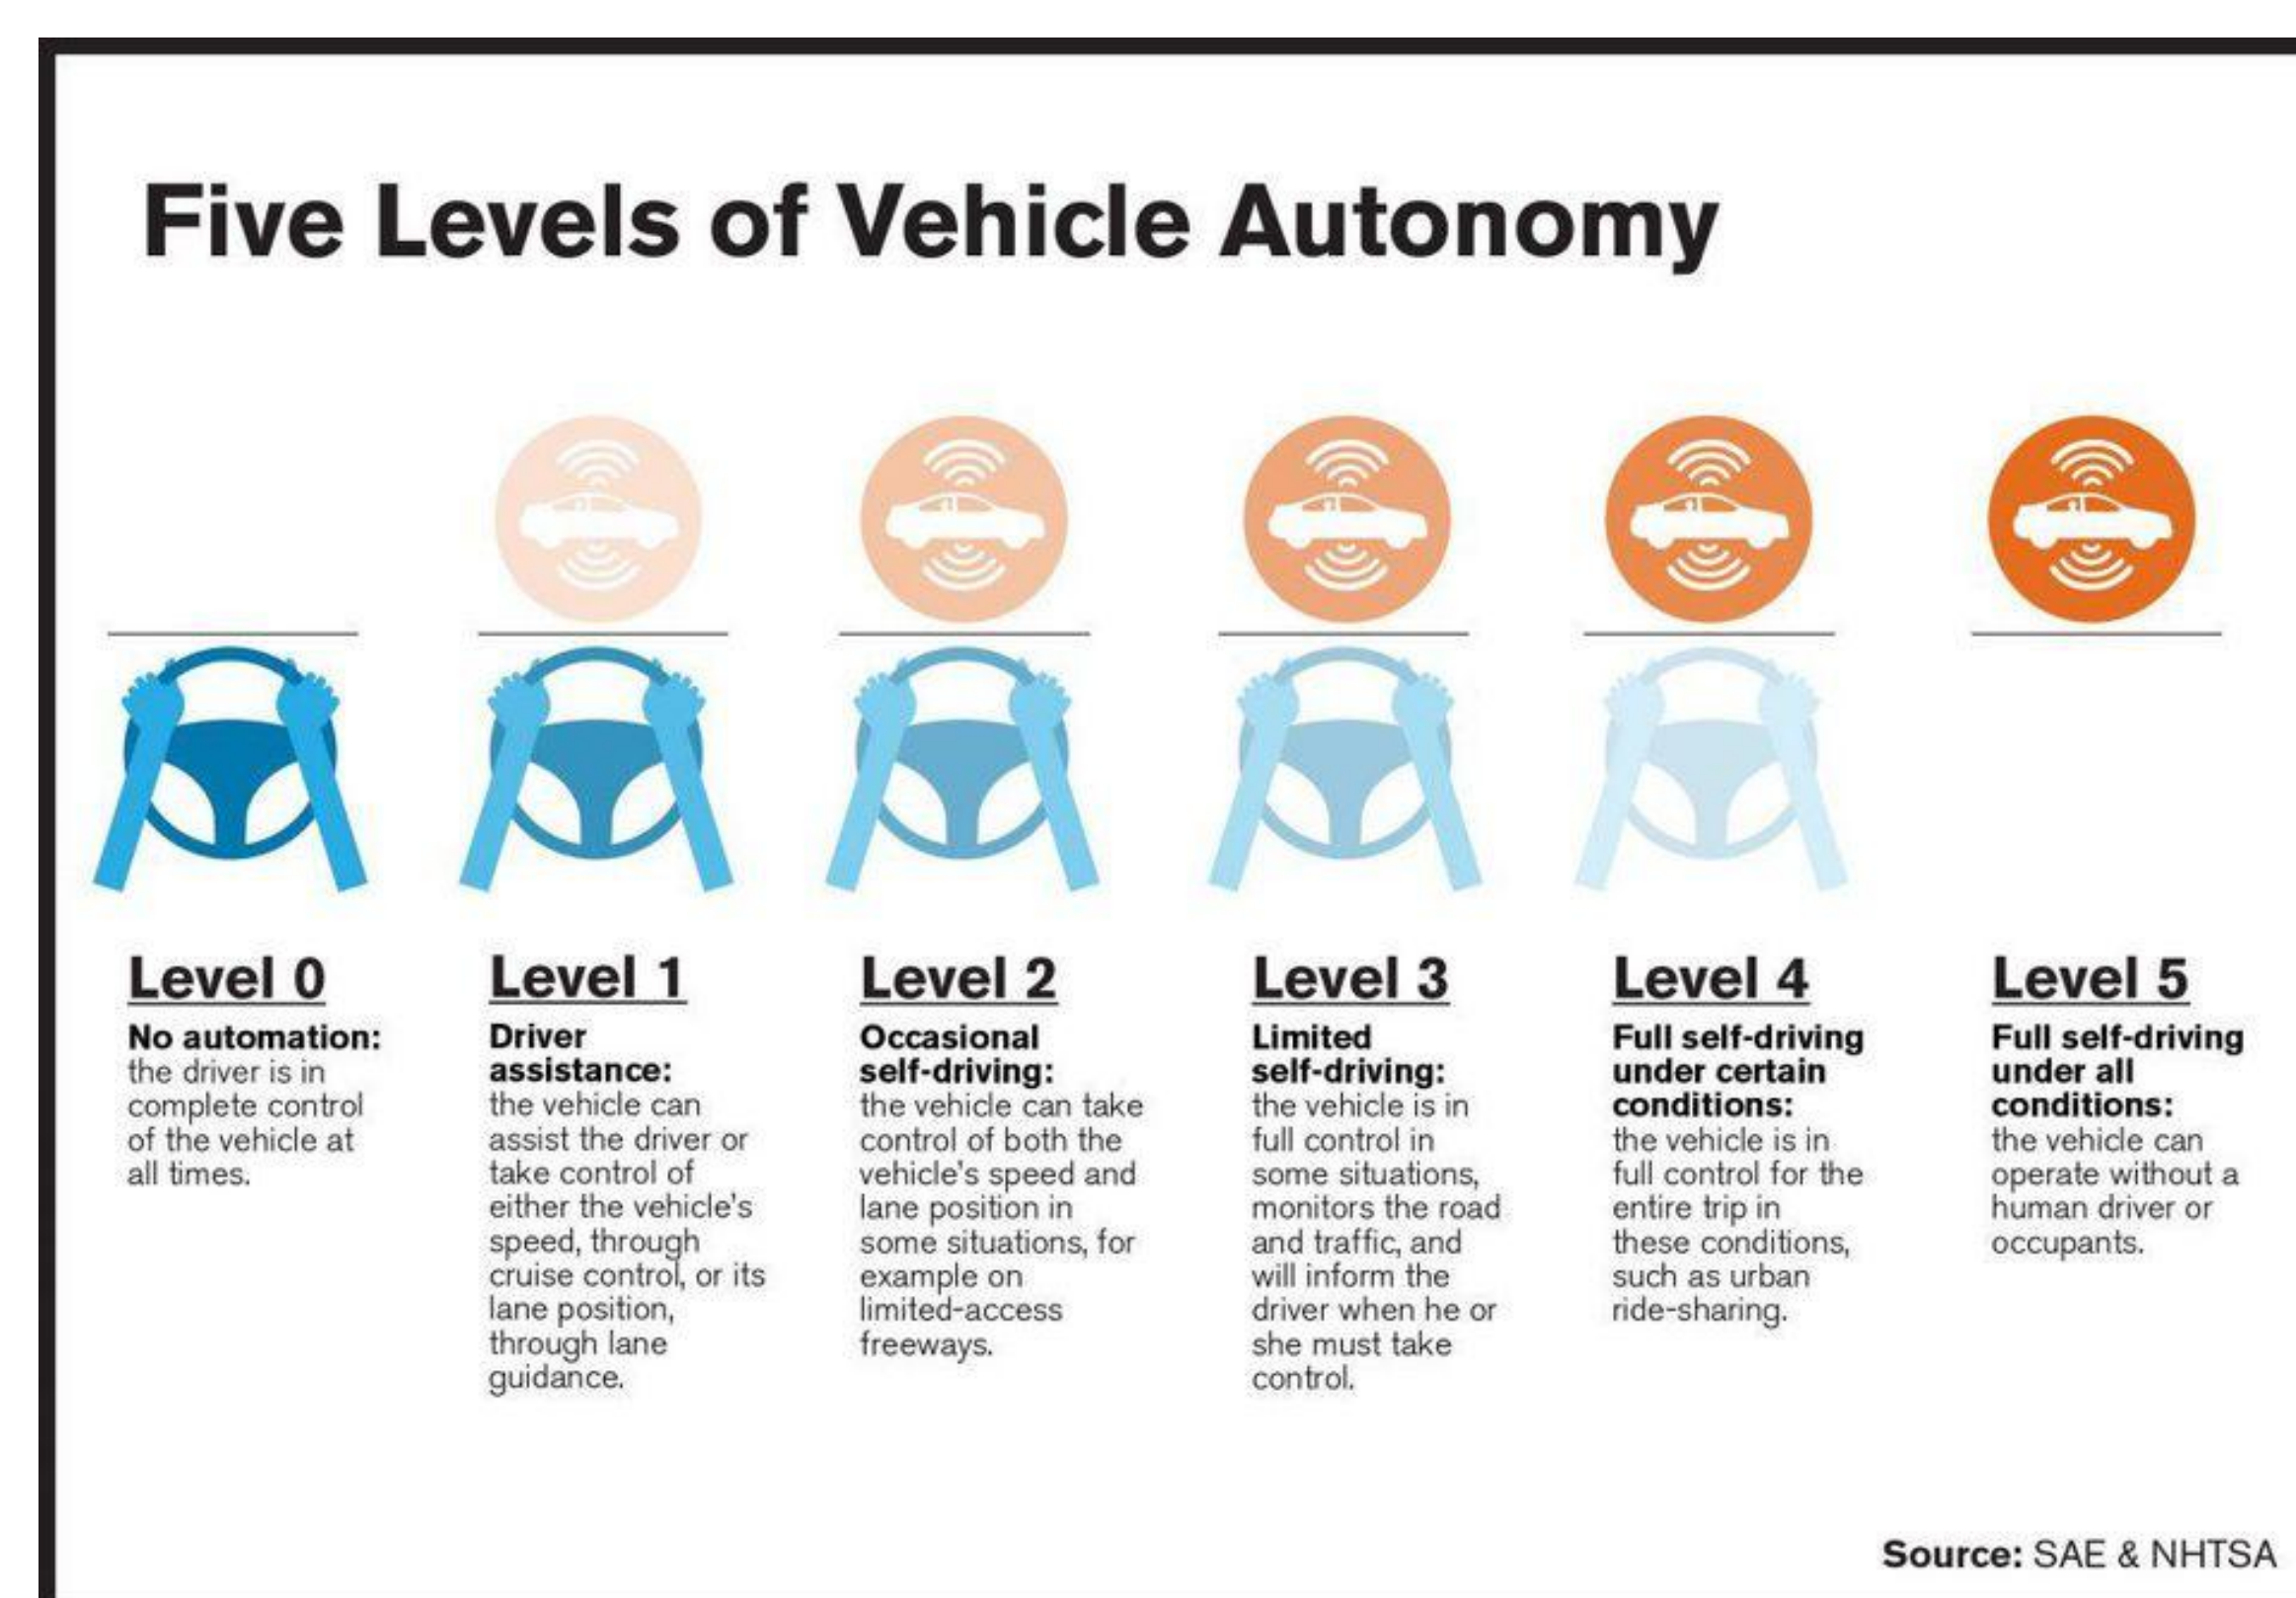 Five Levels of Vehicle Autonomy
Level 0
No automation:
the driver is in
complete control
of the vehicle at
all times.
Level 1
Driver
assistance:
the vehicle can
assist the driver or
take control of
either the vehicle's
speed, through
cruise control, or its
lane position,
through lane
guidance.
Level 2
Occasional
self-driving:
the vehicle can take
control of both the
vehicle's speed and
lane position in
some situations, for
example on
limited-access
freeways.
Level 3
Limited
self-driving:
the vehicle is in
full control in
some situations,
monitors the road
and traffic, and
will inform the
driver when he or
she must take
control.
Level 4
Full self-driving
under certain
conditions:
the vehicle is in
full control for the
entire trip in
these conditions,
such as urban
ride-sharing.
Level 5
Full self-driving
under all
conditions:
the vehicle can
operate without a
human driver or
occupants.
Source: SAE & NHTSA